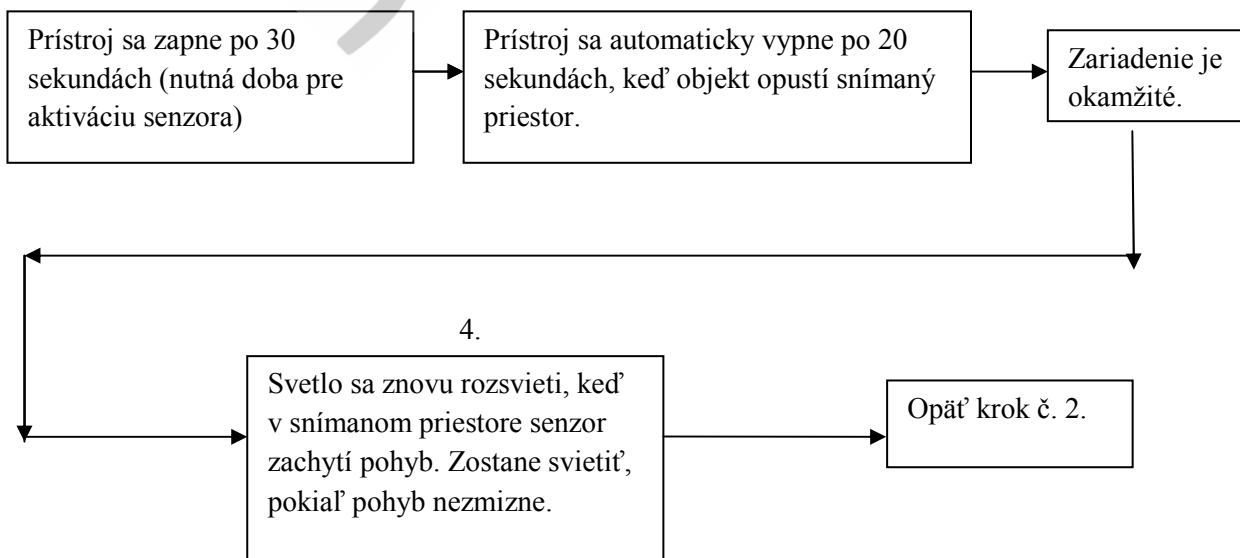 Prístroj sa zapne po 30
sekundách (nutná doba pre
aktiváciu senzora)
Prístroj sa automaticky vypne po 20
sekundách, keď objekt opustí snímaný
priestor.
Zariadenie je
okamžité.
4.
Svetlo sa znovu rozsvieti, keď
v snímanom priestore senzor
zachytí pohyb. Zostane svietiť,
pokiaľ pohyb nezmizne.
Opäť krok č. 2.